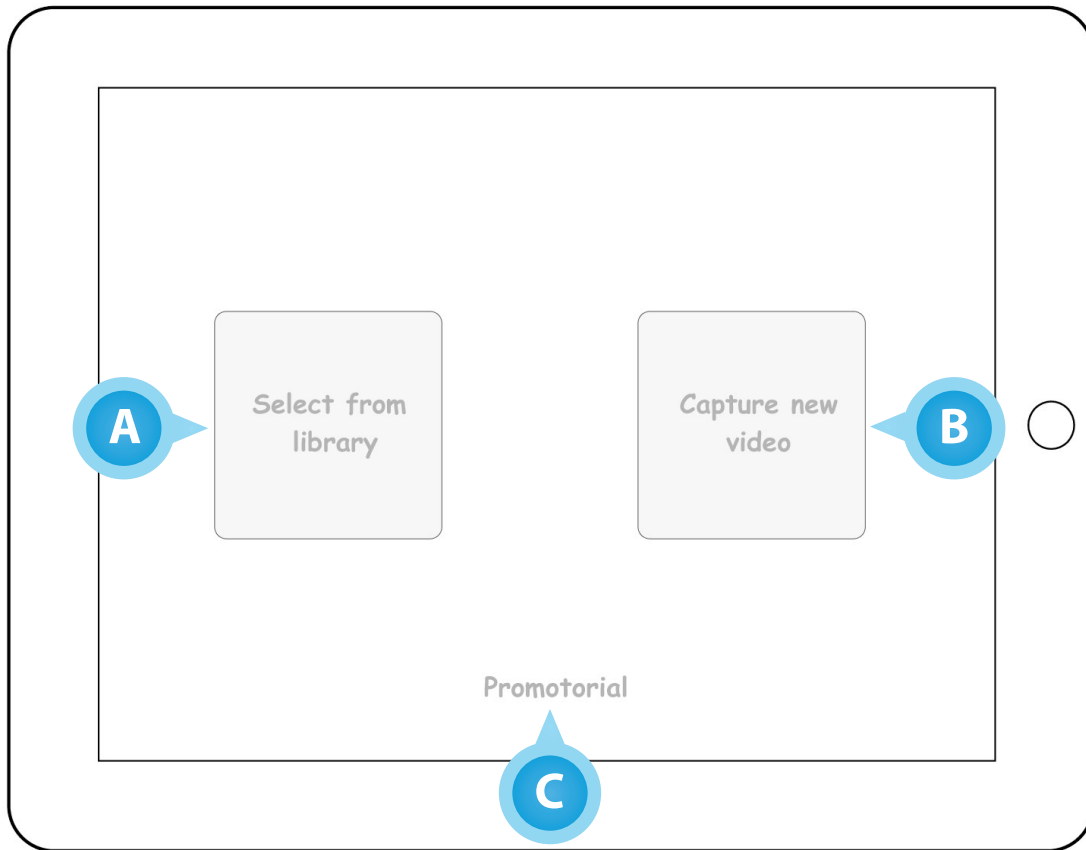 Select from
library
Capture new
video
A
B
Promotorial
C